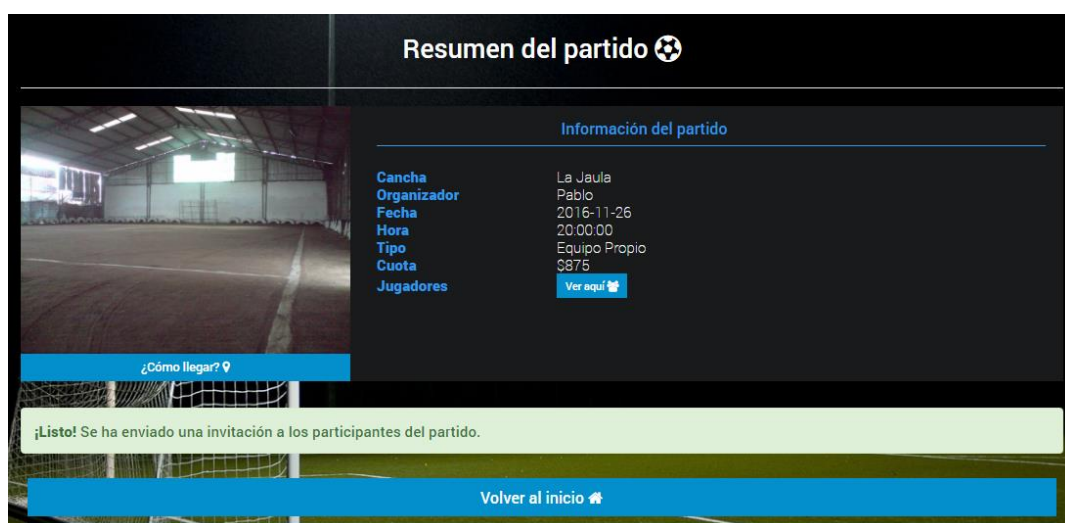 Resumen del partido
Información del partido
Cancha La Jaula
Organizador Pablo
Fecha 2016-11-26
Hora 20:00:00
Tipo Equipo Propio
Cuota $875
Jugadores Ver aquí
¿Cómo llegar?
¡Listo! Se ha enviado una invitación a los participantes del partido.
Volver al inicio